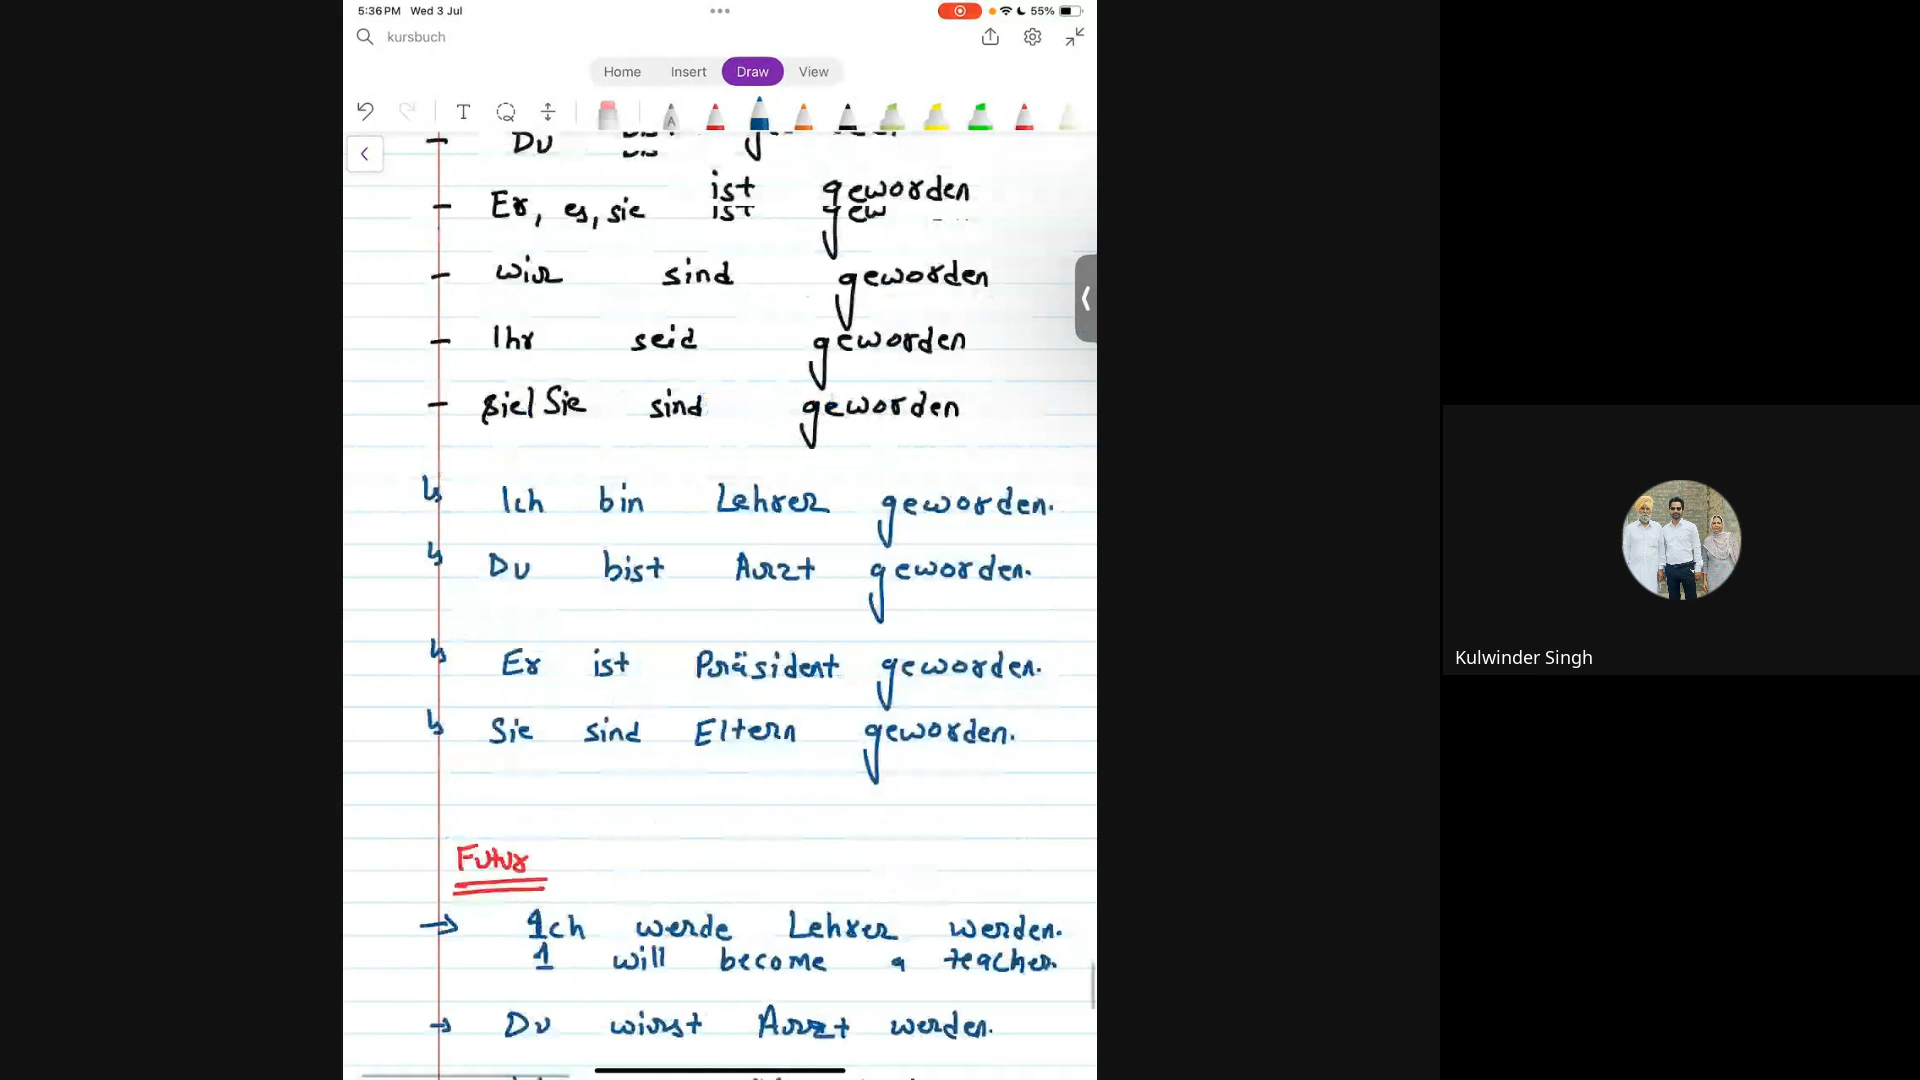 5:36 PM Wed 3 Jul
55%
kursbuch
Home Insert Draw View
T
A
- Du
- Er, es, sie ist geworden
- wir sind geworden
- Ihr seid geworden
- sie/Sie sind geworden
↳ Ich bin Lehrer geworden.
↳ Du bist Arzt geworden.
↳ Er ist Präsident geworden.
↳ Sie sind Eltern geworden.
Futur
→ Ich werde Lehrer werden.
I will become a teacher.
→ Du wirst Arzt werden.
Kulwinder Singh